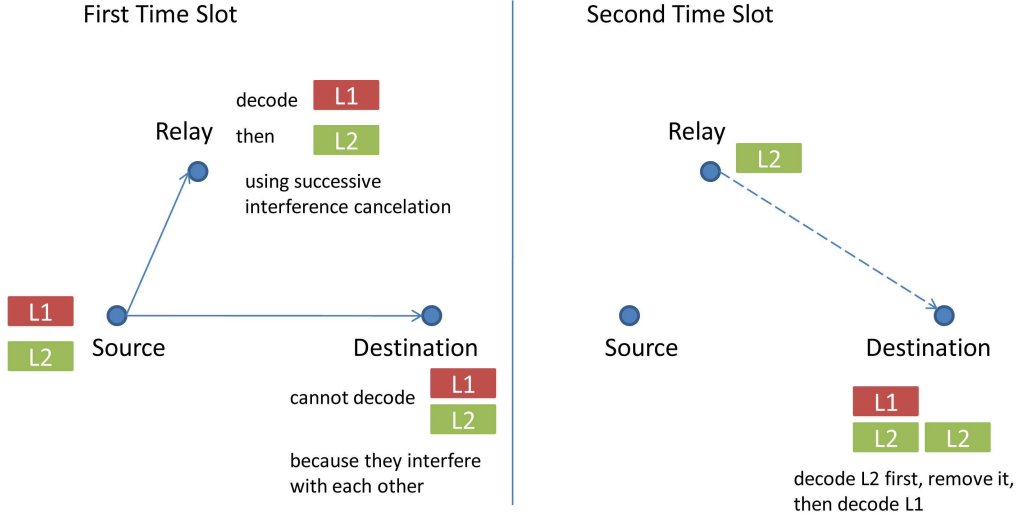 First Time Slot
decode L1
Relay then L2
using successive
interference cancelation
L1
L2
Source
Destination
cannot decode L1
L2
because they interfere
with each other
Second Time Slot
Relay
L2
Source
Destination
L1
L2 L2
decode L2 first, remove it,
then decode L1